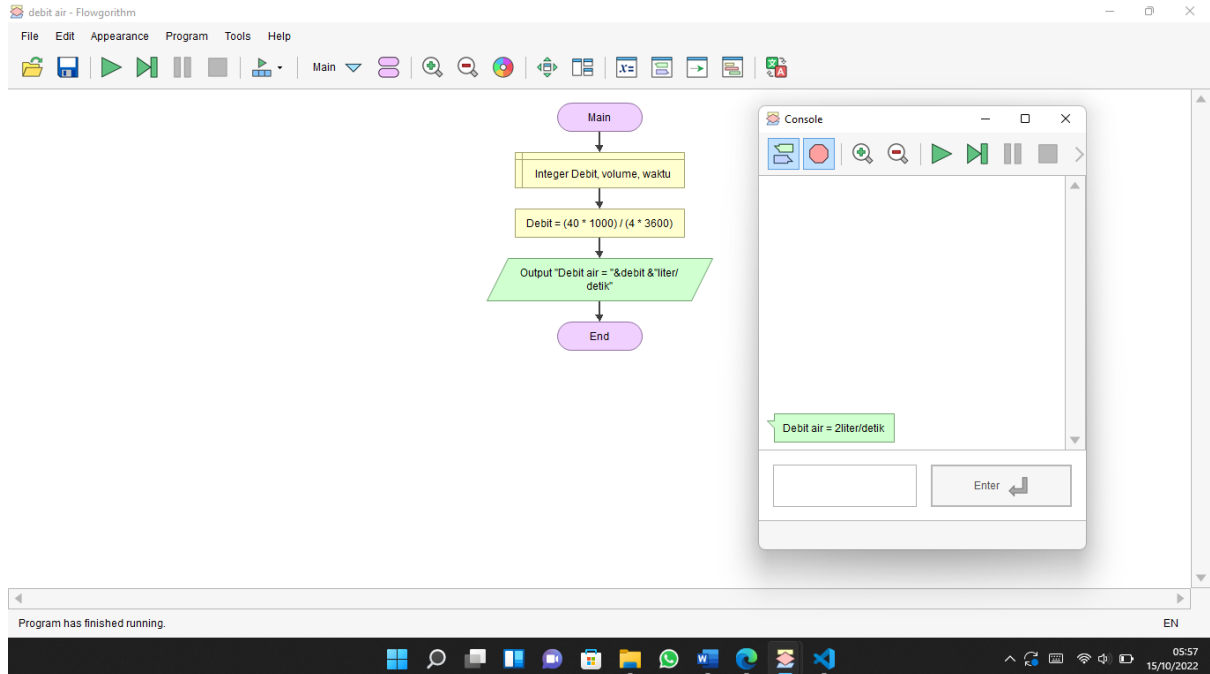 debit air - Flowgorithm
File Edit Appearance Program Tools Help
Main
Main
Integer Debit, volume, waktu
Debit = (40 * 1000) / (4 * 3600)
Output "Debit air = "&debit &"liter/
detik"
End
Console
Debit air = 2liter/detik
Enter
Program has finished running.
EN
05:57
15/10/2022